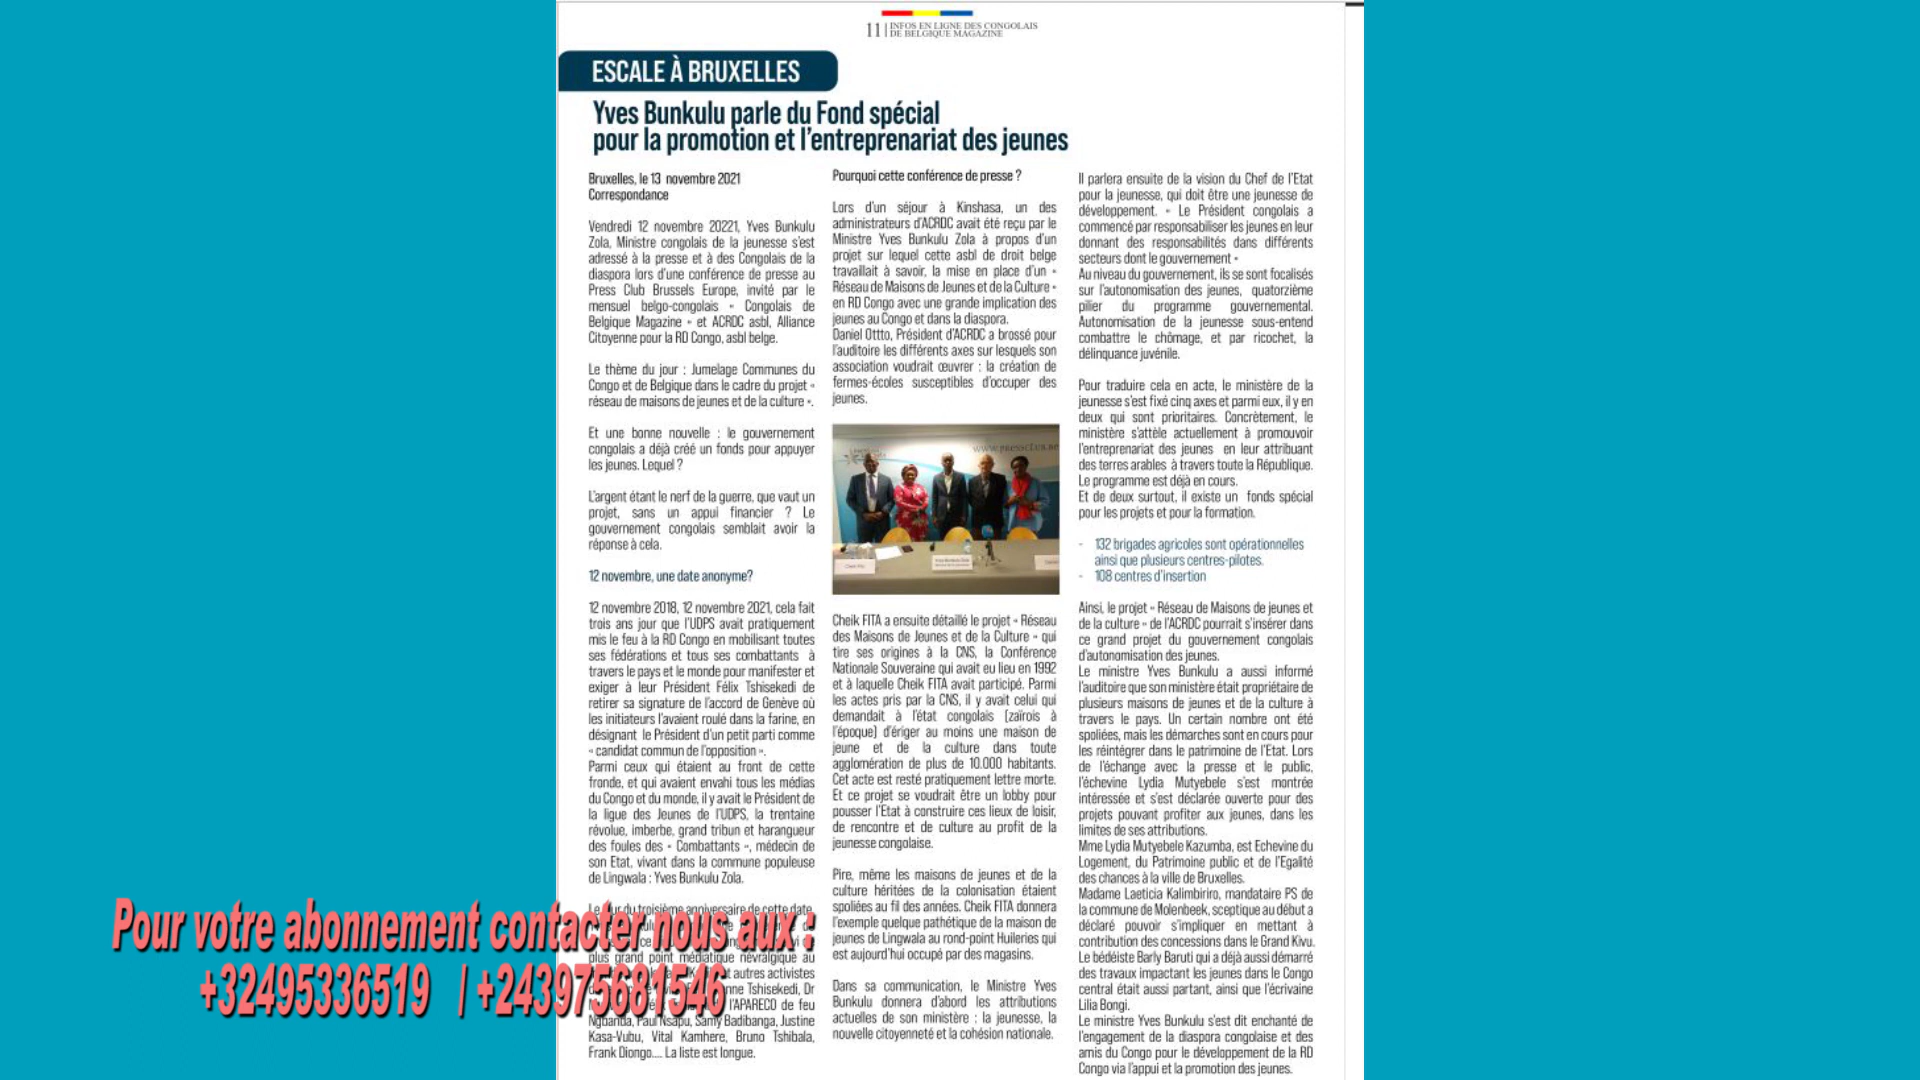 11 | INFOS EN LIGNE DES CONGOLAIS
DE BELGIQUE MAGAZINE
ESCALE À BRUXELLES
Yves Bunkulu parle du Fond spécial
pour la promotion et l'entreprenariat des jeunes
Bruxelles, le 13 novembre 2021
Correspondance
Vendredi 12 novembre 20221, Yves Bunkulu
Zola, Ministre congolais de la jeunesse s'est
adressé à la presse et à des Congolais de la
diaspora lors d'une conférence de presse au
Press Club Brussels Europe, invité par le
mensuel belgo-congolais « Congolais de
Belgique Magazine » et ACRDC asbl, Alliance
Citoyenne pour la RD Congo, asbl belge.
Le thème du jour : Jumelage Communes du
Congo et de Belgique dans le cadre du projet «
réseau de maisons de jeunes et de la culture ».
Et une bonne nouvelle : le gouvernement
congolais a déjà créé un fonds pour appuyer
les jeunes. Lequel ?
L'argent étant le nerf de la guerre, que vaut un
projet, sans un appui financier ? Le
gouvernement congolais semblait avoir la
réponse à cela.
12 novembre, une date anonyme?
12 novembre 2018, 12 novembre 2021, cela fait
trois ans jour que l'UDPS avait pratiquement
mis le feu à la RD Congo en mobilisant toutes
ses fédérations et tous ses combattants à
travers le pays et le monde pour manifester et
exiger à leur Président Félix Tshisekedi de
retirer sa signature de l'accord de Genève où
les initiateurs l'avaient roulé dans la farine, en
désignant le Président d'un petit parti comme
« candidat commun de l'opposition ».
Parmi ceux qui étaient au front de cette
fronde, et qui avaient envahi tous les médias
du Congo et du monde, il y avait le Président de
la ligue des Jeunes de l'UDPS, la trentaine
révolue, imberbe, grand tribun et harangueur
des foules des « Combattants », médecin de
son Etat, vivant dans la commune populeuse
de Lingwala : Yves Bunkulu Zola.
du troisième anniversaire de cette date,
plus grand point médiatique névralgique au
et autres activistes
nne Tshisekedi, Dr
l'APARECO de feu
Ngbanda, Paul Nsapu, Samy Badibanga, Justine
Kasa-Vubu, Vital Kamhere, Bruno Tshibala,
Frank Diongo.... La liste est longue.
Pourquoi cette conférence de presse ?
Lors d'un séjour à Kinshasa, un des
administrateurs d'ACRDC avait été reçu par le
Ministre Yves Bunkulu Zola à propos d'un
projet sur lequel cette asbl de droit belge
travaillait à savoir, la mise en place d'un «
Réseau de Maisons de Jeunes et de la Culture »
en RD Congo avec une grande implication des
jeunes au Congo et dans la diaspora.
Daniel Ottto, Président d'ACRDC a brossé pour
l'auditoire les différents axes sur lesquels son
association voudrait œuvrer : la création de
fermes-écoles susceptibles d'occuper des
jeunes.
Cheik FITA a ensuite détaillé le projet « Réseau
des Maisons de Jeunes et de la Culture » qui
tire ses origines à la CNS, la Conférence
Nationale Souveraine qui avait eu lieu en 1992
et à laquelle Cheik FITA avait participé. Parmi
les actes pris par la CNS, il y avait celui qui
demandait à l'état congolais (zaïrois à
l'époque) d'ériger au moins une maison de
jeune et de la culture dans toute
agglomération de plus de 10.000 habitants.
Cet acte est resté pratiquement lettre morte.
Et ce projet se voudrait être un lobby pour
pousser l'Etat à construire ces lieux de loisir,
de rencontre et de culture au profit de la
jeunesse congolaise.
Pire, même les maisons de jeunes et de la
culture héritées de la colonisation étaient
spoliées au fil des années. Cheik FITA donnera
l'exemple quelque pathétique de la maison de
jeunes de Lingwala au rond-point Huileries qui
est aujourd'hui occupé par des magasins.
Dans sa communication, le Ministre Yves
Bunkulu donnera d'abord les attributions
actuelles de son ministère : la jeunesse, la
nouvelle citoyenneté et la cohésion nationale.
Il parlera ensuite de la vision du Chef de l'Etat
pour la jeunesse, qui doit être une jeunesse de
développement. « Le Président congolais a
commencé par responsabiliser les jeunes en leur
donnant des responsabilités dans différents
secteurs dont le gouvernement »
Au niveau du gouvernement, ils se sont focalisés
sur l'autonomisation des jeunes, quatorzième
pilier du programme gouvernemental.
Autonomisation de la jeunesse sous-entend
combattre le chômage, et par ricochet, la
délinquance juvénile.
Pour traduire cela en acte, le ministère de la
jeunesse s'est fixé cinq axes et parmi eux, il y en
deux qui sont prioritaires. Concrètement, le
ministère s'attèle actuellement à promouvoir
l'entreprenariat des jeunes en leur attribuant
des terres arables à travers toute la République.
Le programme est déjà en cours.
Et de deux surtout, il existe un fonds spécial
pour les projets et pour la formation.
- 132 brigades agricoles sont opérationnelles
ainsi que plusieurs centres-pilotes.
- 108 centres d'insertion
Ainsi, le projet « Réseau de Maisons de jeunes et
de la culture » de l'ACRDC pourrait s'insérer dans
ce grand projet du gouvernement congolais
d'autonomisation des jeunes.
Le ministre Yves Bunkulu a aussi informé
l'auditoire que son ministère était propriétaire de
plusieurs maisons de jeunes et de la culture à
travers le pays. Un certain nombre ont été
spoliées, mais les démarches sont en cours pour
les réintégrer dans le patrimoine de l'Etat. Lors
de l'échange avec la presse et le public,
l'échevine Lydia Mutyebele s'est montrée
intéressée et s'est déclarée ouverte pour des
projets pouvant profiter aux jeunes, dans les
limites de ses attributions.
Mme Lydia Mutyebele Kazumba, est Echevine du
Logement, du Patrimoine public et de l'Egalité
des chances à la ville de Bruxelles.
Madame Laeticia Kalimbiriro, mandataire PS de
la commune de Molenbeek, sceptique au début a
déclaré pouvoir s'impliquer en mettant à
contribution des concessions dans le Grand Kivu.
Le bédéiste Barly Baruti qui a déjà aussi démarré
des travaux impactant les jeunes dans le Congo
central était aussi partant, ainsi que l'écrivaine
Lilia Bongi.
Le ministre Yves Bunkulu s'est dit enchanté de
l'engagement de la diaspora congolaise et des
amis du Congo pour le développement de la RD
Congo via l'appui et la promotion des jeunes.
Pour votre abonnement contacter nous aux :
+32495336519 / +243975681546